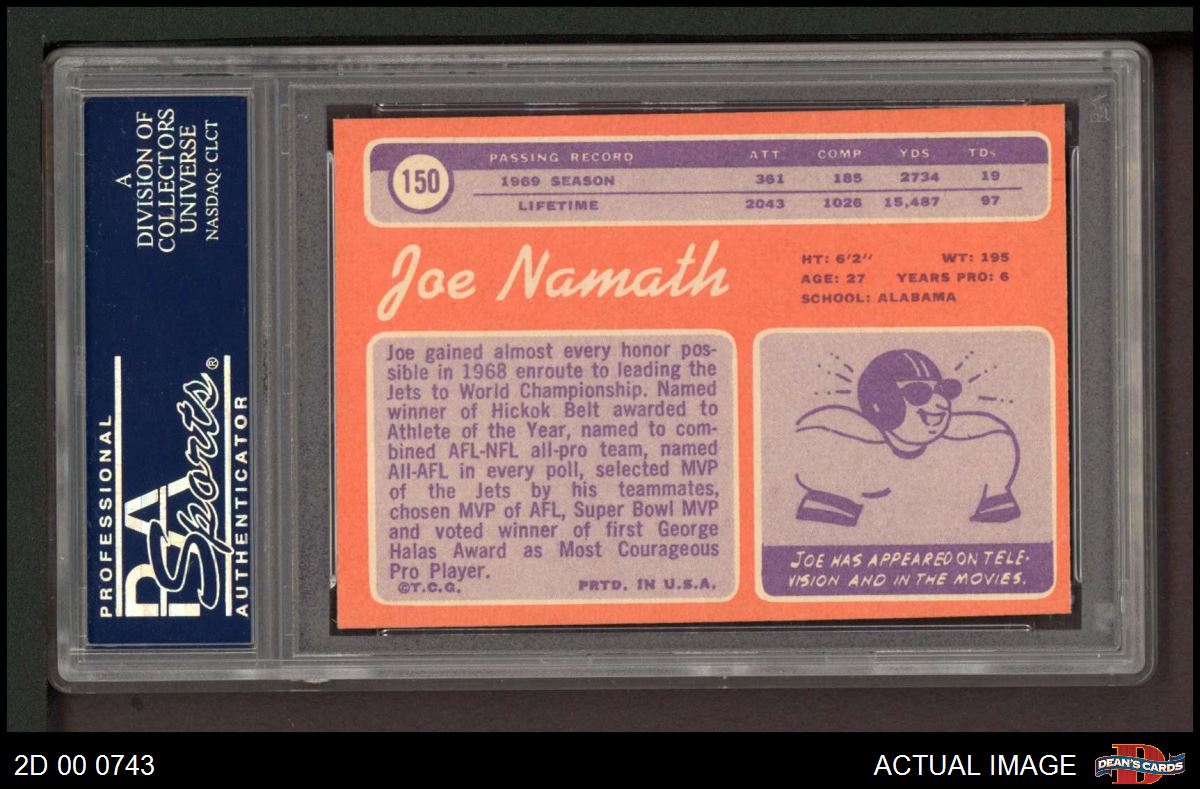 A
DIVISION OF
COLLECTORS
UNIVERSE
NASDAQ: CLCT
PROFESSIONAL
PSA
Sports®
AUTHENTICATOR
150
PASSING RECORD ATT COMP YDS TDs
1969 SEASON 361 185 2734 19
LIFETIME 2043 1026 15,487 97
Joe Namath
HT: 6'2" WT: 195
AGE: 27 YEARS PRO: 6
SCHOOL: ALABAMA
Joe gained almost every honor pos-
sible in 1968 enroute to leading the
Jets to World Championship. Named
winner of Hickok Belt awarded to
Athlete of the Year, named to com-
bined AFL-NFL all-pro team, named
All-AFL in every poll, selected MVP
of the Jets by his teammates,
chosen MVP of AFL, Super Bowl MVP
and voted winner of first George
Halas Award as Most Courageous
Pro Player.
©T.C.G. PRTD. IN U.S.A.
JOE HAS APPEARED ON TELE-
VISION AND IN THE MOVIES.
2D 00 0743
ACTUAL IMAGE
D
DEAN'S CARDS